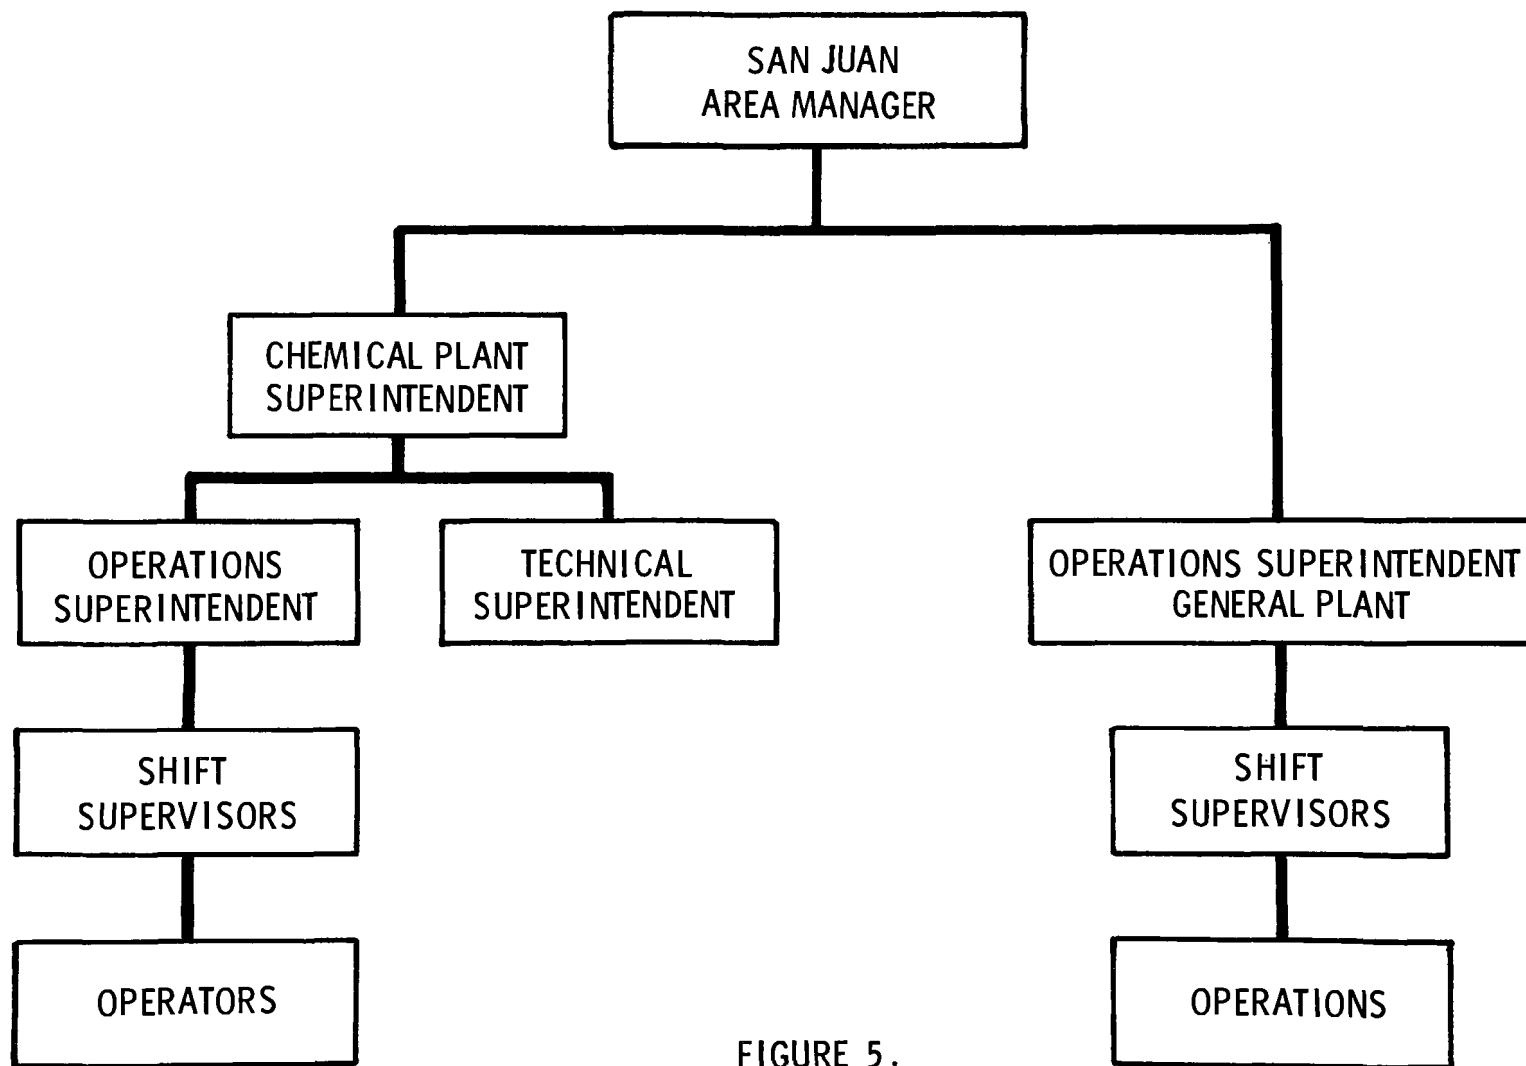 SAN JUAN
AREA MANAGER
CHEMICAL PLANT
SUPERINTENDENT
OPERATIONS
SUPERINTENDENT
TECHNICAL
SUPERINTENDENT
OPERATIONS SUPERINTENDENT
GENERAL PLANT
SHIFT
SUPERVISORS
SHIFT
SUPERVISORS
OPERATORS
OPERATIONS
FIGURE 5.